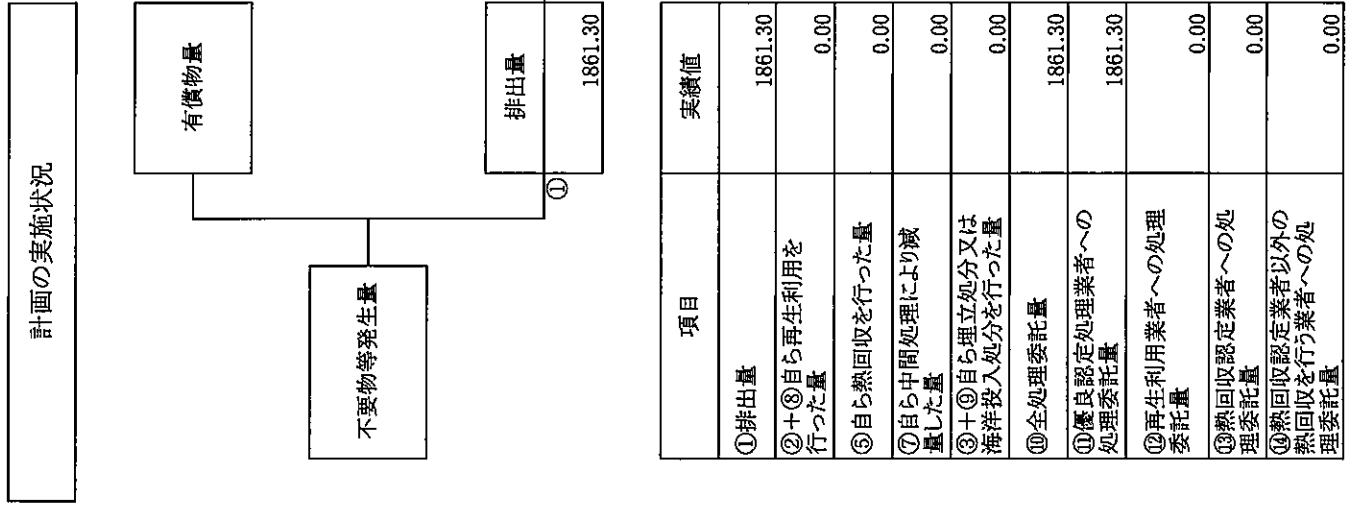 計画の実施状況
有償物量
不要物等発生量
排出量
①
1861.30
項目
実績値
①排出量
1861.30
②+⑧自ら再生利用を
行った量
0.00
⑤自ら熱回収を行った量
0.00
⑦自ら中間処理により減
量した量
0.00
③+⑨自ら埋立処分又は
海洋投入処分を行った量
0.00
⑩全処理委託量
1861.30
⑪優良認定処理業者への
処理委託量
1861.30
⑫再生利用業者への処理
委託量
0.00
⑬熱回収認定業者への処
理委託量
0.00
⑭熱回収認定業者以外の
熱回収を行う業者への処
理委託量
0.00